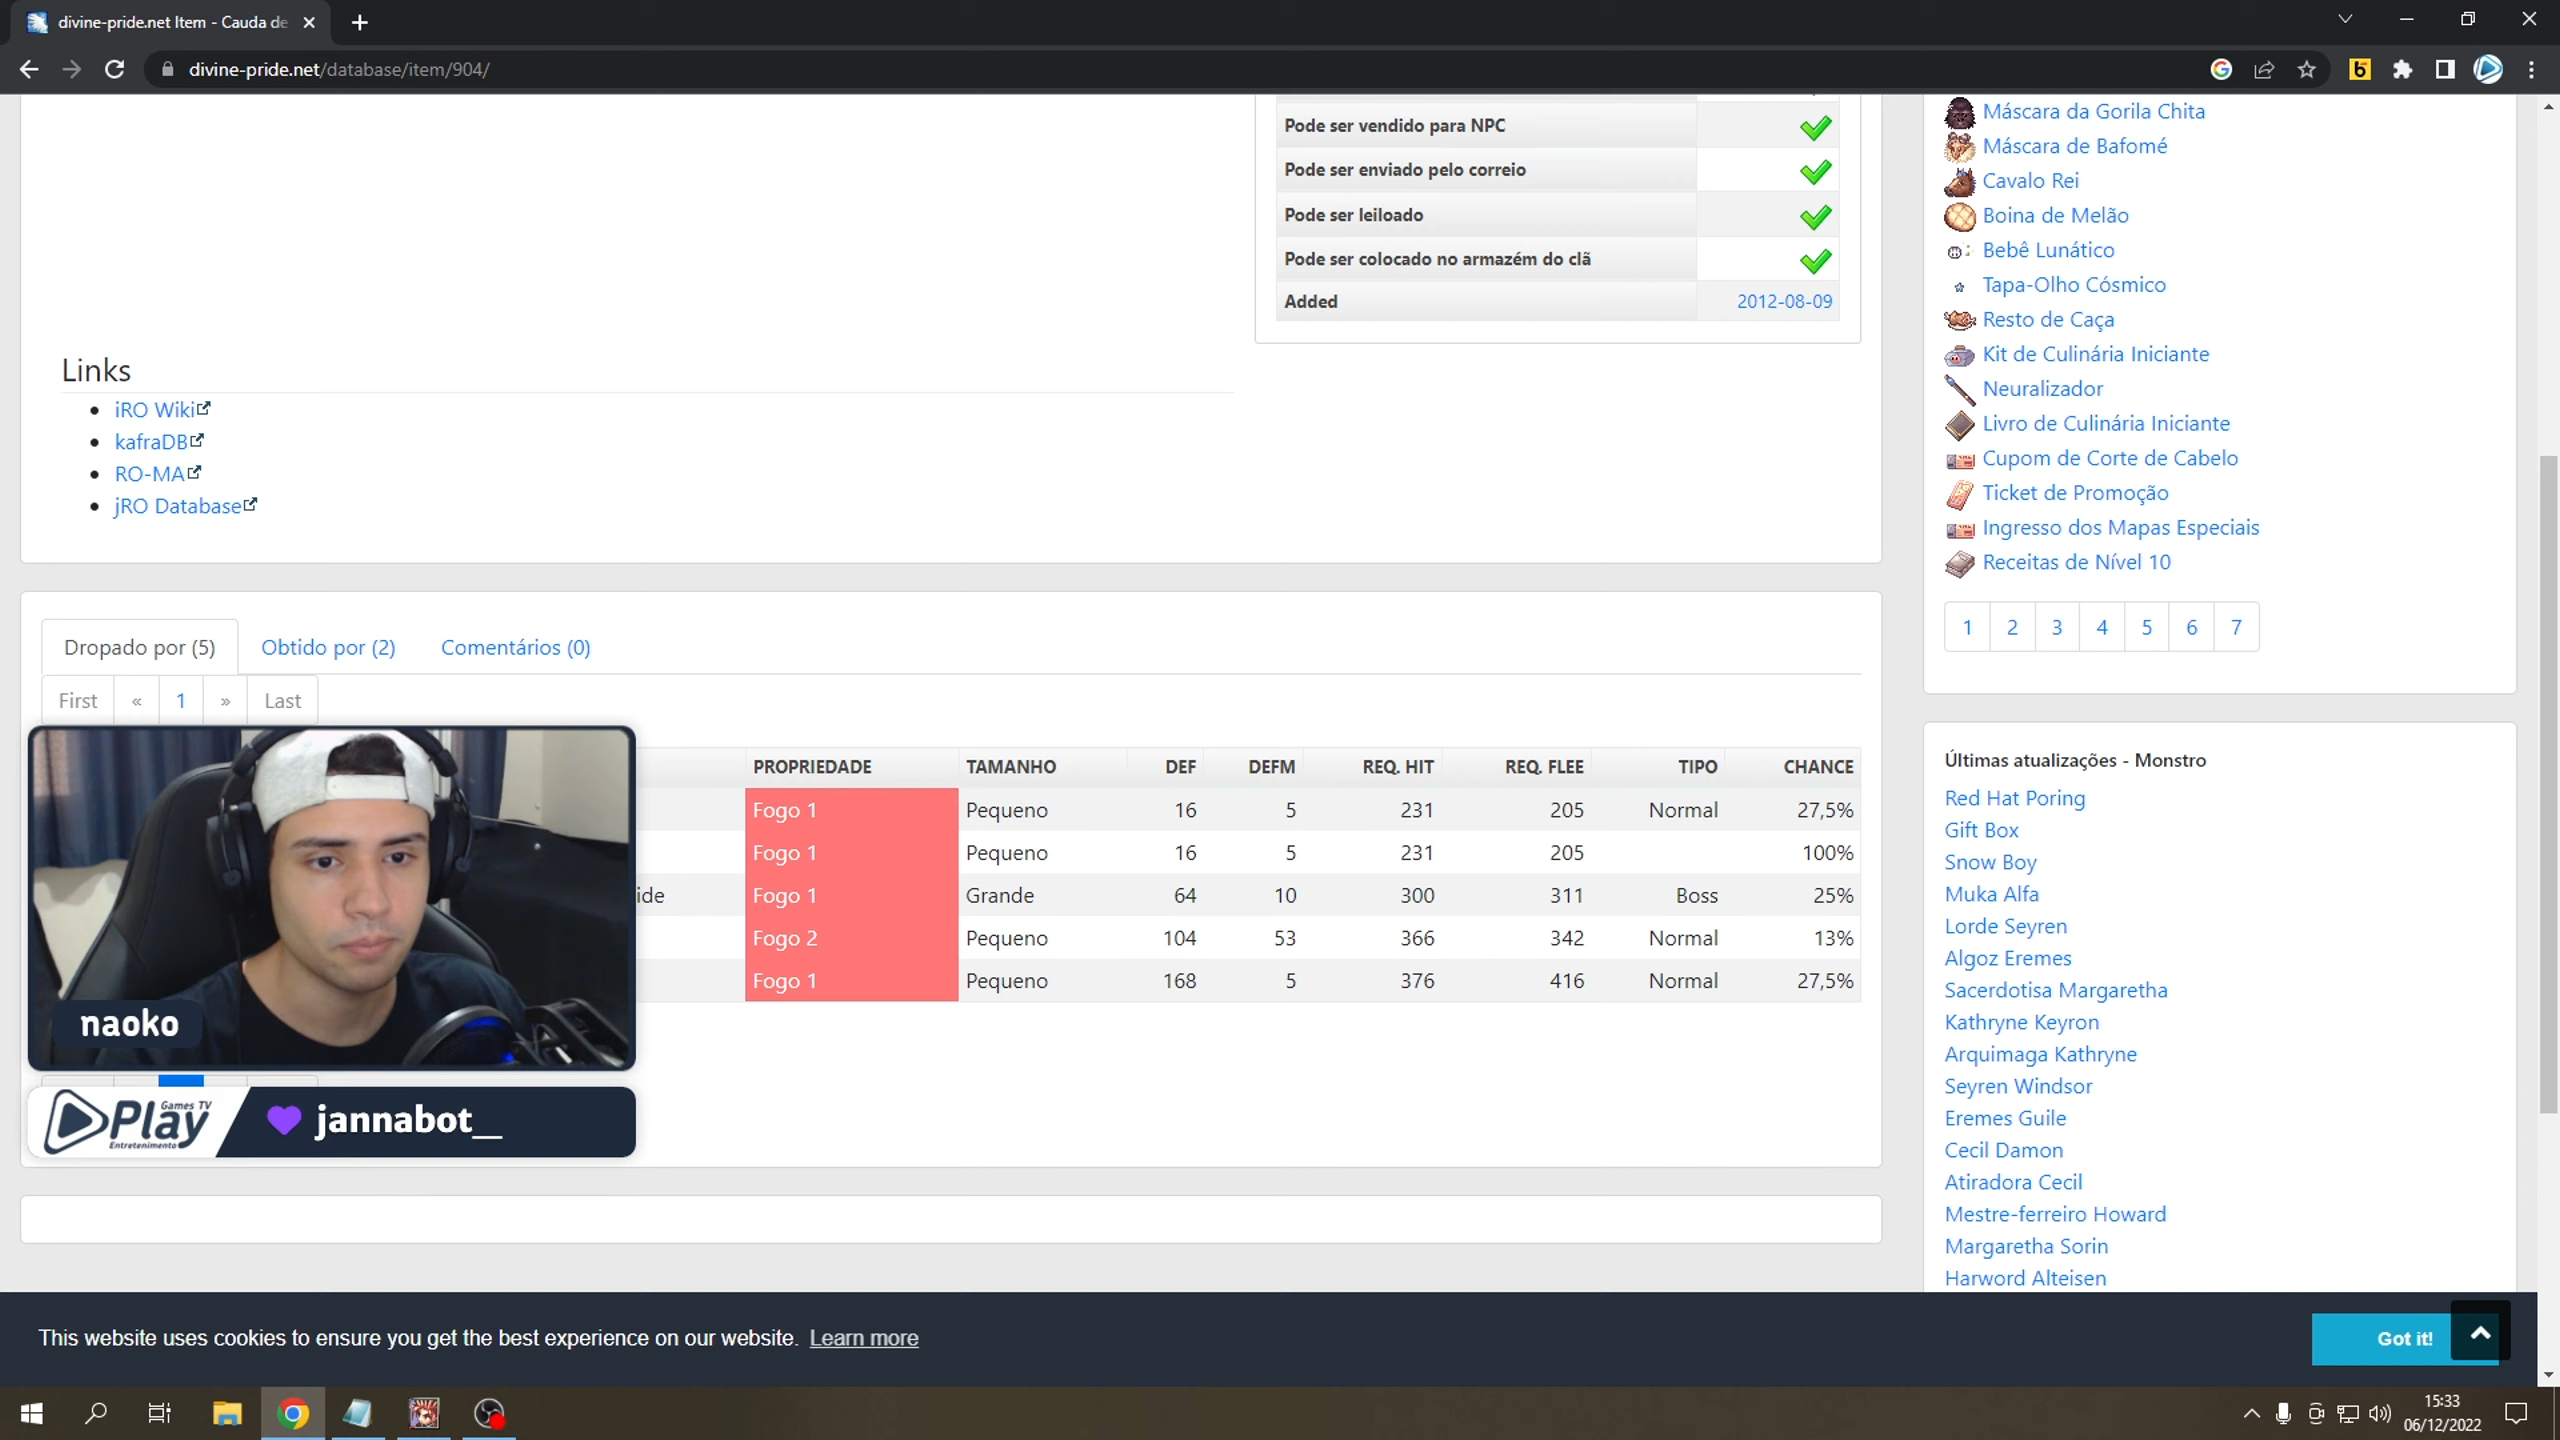 divine-pride.net Item - Cauda de
divine-pride.net/database/item/904/
Pode ser vendido para NPC
Pode ser enviado pelo correio
Pode ser leiloado
Pode ser colocado no armazém do clã
Added 2012-08-09
Links
iRO Wiki
kafraDB
RO-MA
jRO Database
Dropado por (5) Obtido por (2) Comentários (0)
First « 1 » Last
PROPRIEDADE TAMANHO DEF DEFM REQ. HIT REQ. FLEE TIPO CHANCE
Fogo 1 Pequeno 16 5 231 205 Normal 27,5%
Fogo 1 Pequeno 16 5 231 205 100%
ide Fogo 1 Grande 64 10 300 311 Boss 25%
Fogo 2 Pequeno 104 53 366 342 Normal 13%
Fogo 1 Pequeno 168 5 376 416 Normal 27,5%
naoko
Play Games TV Entretenimento
jannabot__
Máscara da Gorila Chita
Máscara de Bafomé
Cavalo Rei
Boina de Melão
Bebê Lunático
Tapa-Olho Cósmico
Resto de Caça
Kit de Culinária Iniciante
Neuralizador
Livro de Culinária Iniciante
Cupom de Corte de Cabelo
Ticket de Promoção
Ingresso dos Mapas Especiais
Receitas de Nível 10
1 2 3 4 5 6 7
Últimas atualizações - Monstro
Red Hat Poring
Gift Box
Snow Boy
Muka Alfa
Lorde Seyren
Algoz Eremes
Sacerdotisa Margaretha
Kathryne Keyron
Arquimaga Kathryne
Seyren Windsor
Eremes Guile
Cecil Damon
Atiradora Cecil
Mestre-ferreiro Howard
Margaretha Sorin
Harword Alteisen
This website uses cookies to ensure you get the best experience on our website. Learn more
Got it!
15:33
06/12/2022